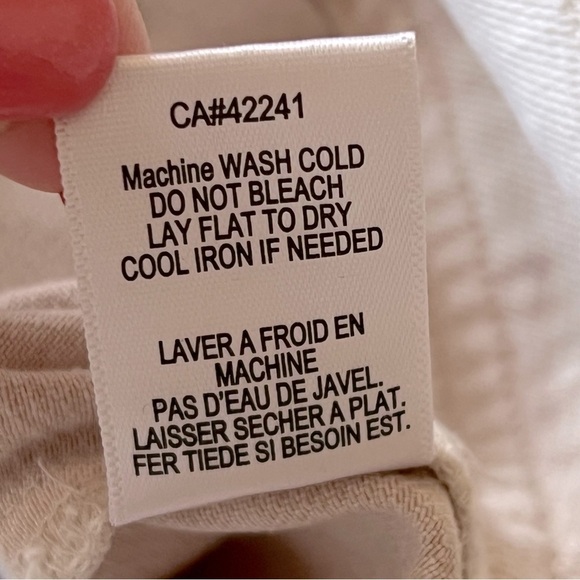 CA#42241
Machine WASH COLD
DO NOT BLEACH
LAY FLAT TO DRY
COOL IRON IF NEEDED
LAVER A FROID EN
MACHINE
PAS D'EAU DE JAVEL.
LAISSER SECHER A PLAT.
FER TIEDE SI BESOIN EST.